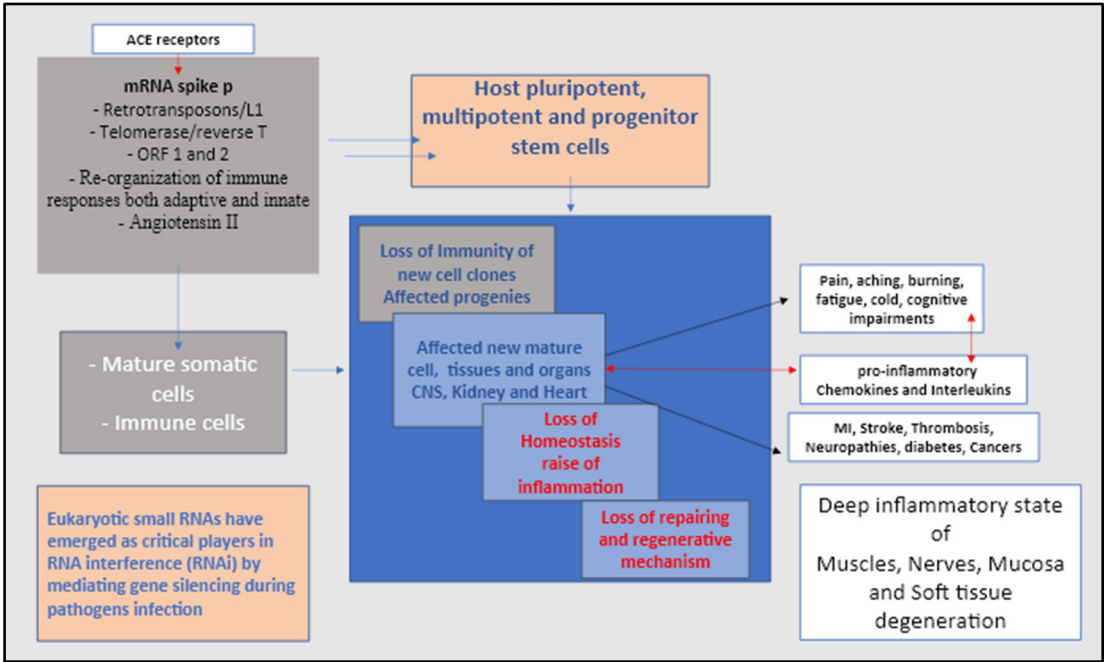 ACE receptors
mRNA spike p
- Retrotransposons/L1
- Telomerase/reverse T
- ORF 1 and 2
- Re-organization of immune
responses both adaptive and innate
- Angiotensin II
Host pluripotent,
multipotent and progenitor
stem cells
Loss of Immunity of
new cell clones
Affected progenies
- Mature somatic
cells
- Immune cells
Affected new mature
cell, tissues and organs
CNS, Kidney and Heart
Loss of
Homeostasis
raise of
inflammation
Loss of repairing
and regenerative
mechanism
Pain, aching, burning,
fatigue, cold, cognitive
impairments
pro-inflammatory
Chemokines and Interleukins
MI, Stroke, Thrombosis,
Neuropathies, diabetes, Cancers
Eukaryotic small RNAs have
emerged as critical players in
RNA interference (RNAi) by
mediating gene silencing during
pathogens infection
Deep inflammatory state
of
Muscles, Nerves, Mucosa
and Soft tissue
degeneration